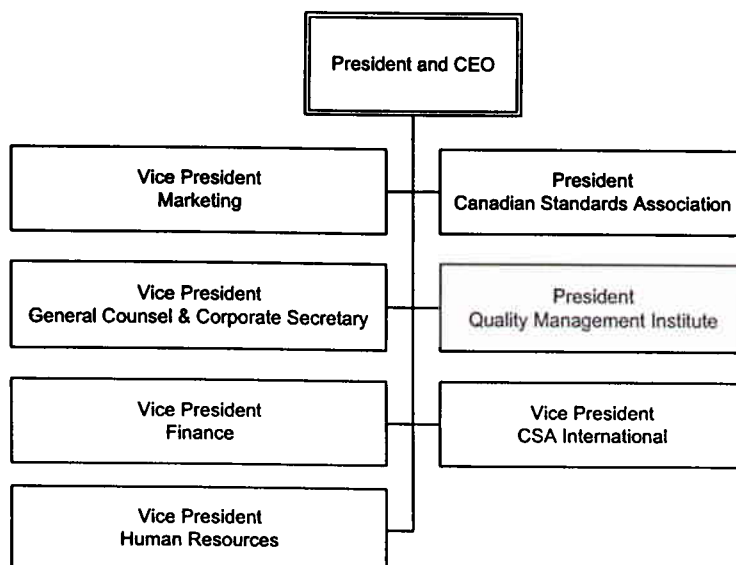 President and CEO
Vice President
Marketing
President
Canadian Standards Association
Vice President
General Counsel & Corporate Secretary
President
Quality Management Institute
Vice President
Finance
Vice President
CSA International
Vice President
Human Resources